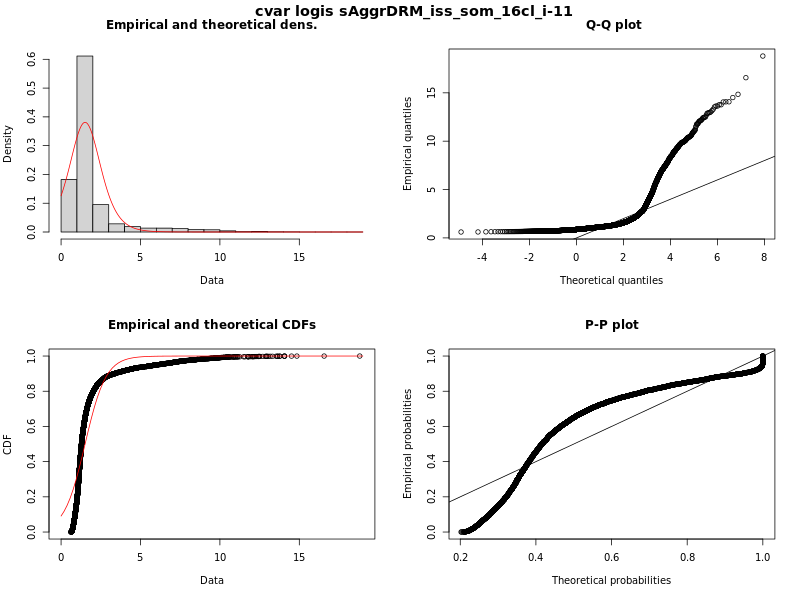 cvar logis sAggrDRM_iss_som_16cl_i-11
Empirical and theoretical dens.
Density
0.0 0.1 0.2 0.3 0.4 0.5 0.6
0 5 10 15
Data
Q-Q plot
Empirical quantiles
0 5 10 15
-4 -2 0 2 4 6 8
Theoretical quantiles
Empirical and theoretical CDFs
CDF
0.0 0.2 0.4 0.6 0.8 1.0
0 5 10 15
Data
P-P plot
Empirical probabilities
0.0 0.2 0.4 0.6 0.8 1.0
0.2 0.4 0.6 0.8 1.0
Theoretical probabilities